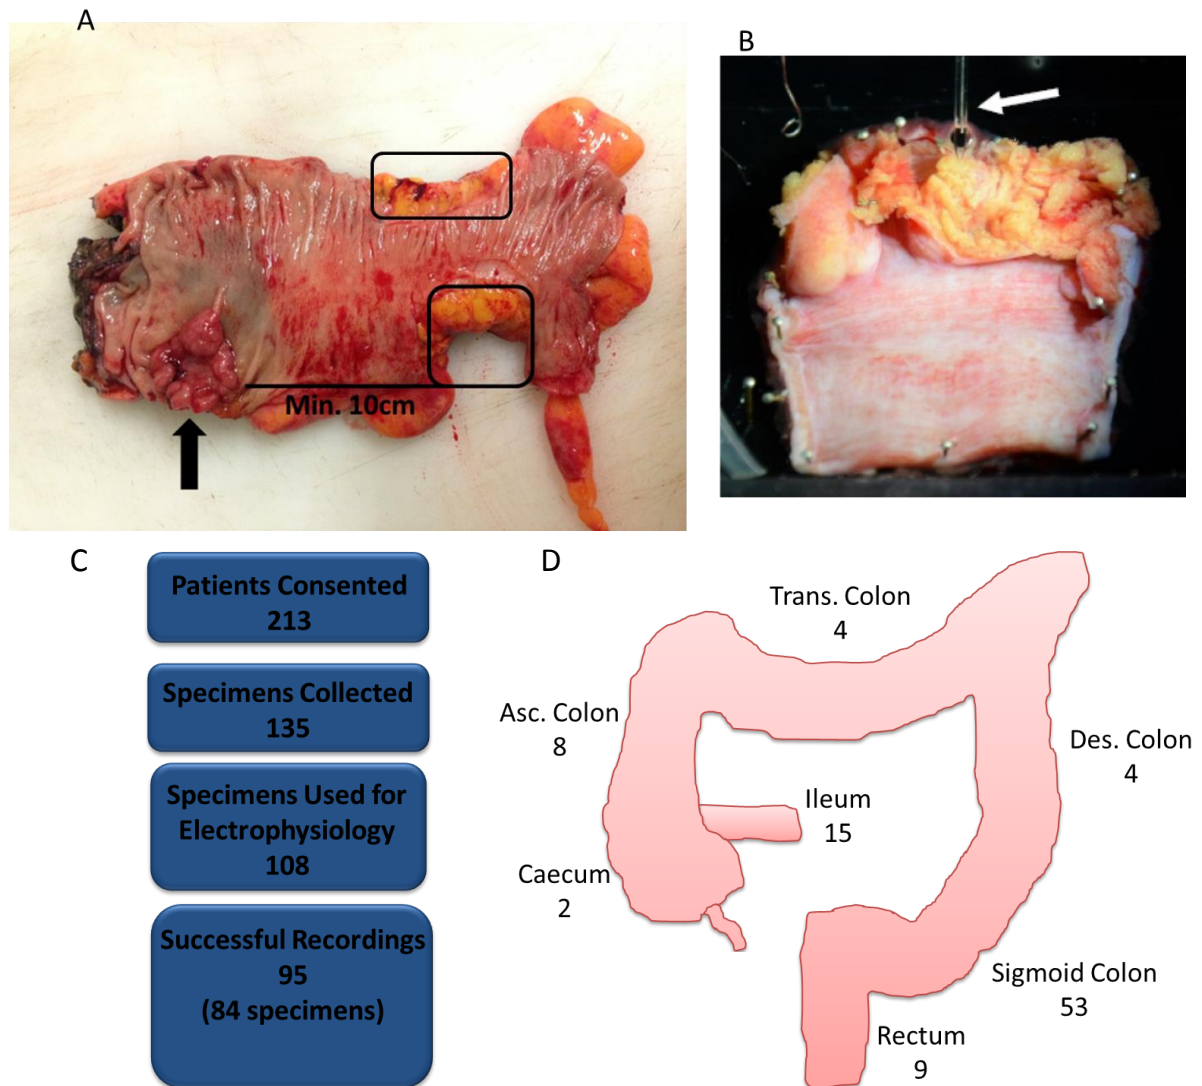 A
Min. 10cm
B
C
Patients Consented
213
Specimens Collected
135
Specimens Used for
Electrophysiology
108
Successful Recordings
95
(84 specimens)
D
Trans. Colon
4
Asc. Colon
8
Des. Colon
4
Ileum
15
Caecum
2
Sigmoid Colon
53
Rectum
9